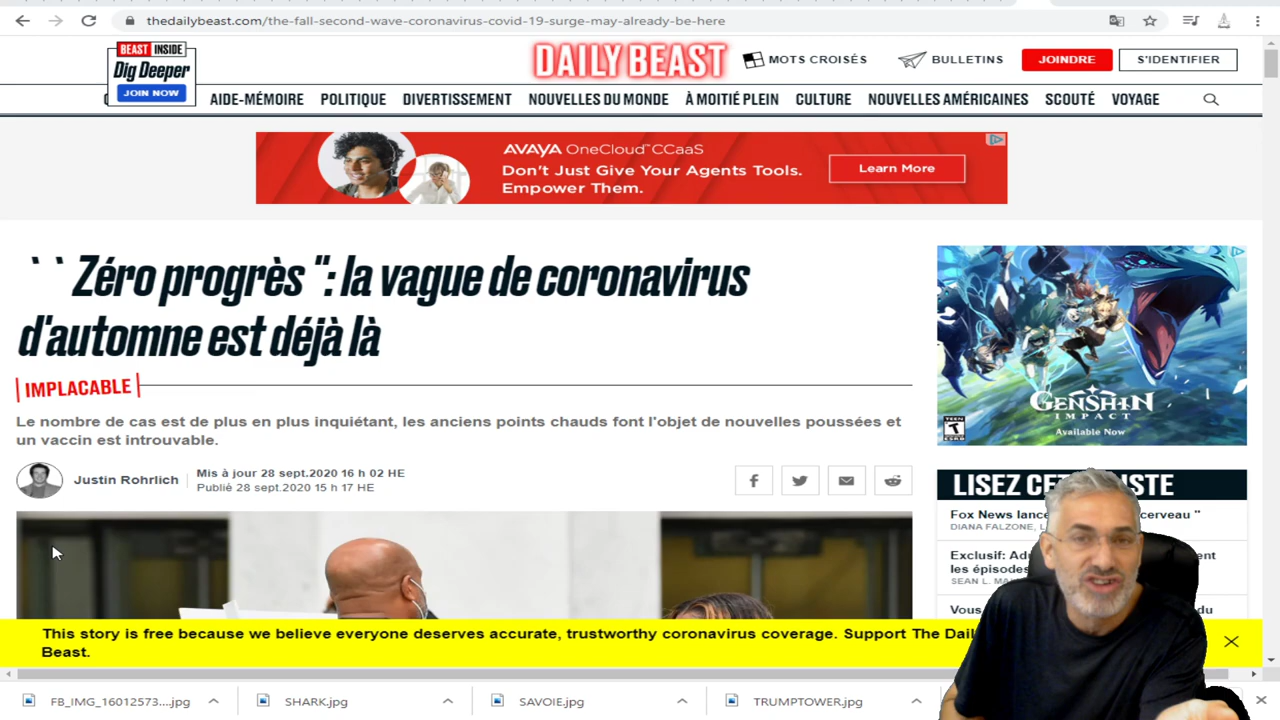 thedailybeast.com/the-fall-second-wave-coronavirus-covid-19-surge-may-already-be-here
BEAST INSIDE
Dig Deeper
JOIN NOW
DAILY BEAST
MOTS CROISÉS
BULLETINS
JOINDRE
S'IDENTIFIER
AIDE-MÉMOIRE POLITIQUE DIVERTISSEMENT NOUVELLES DU MONDE À MOITIÉ PLEIN CULTURE NOUVELLES AMÉRICAINES SCOUTÉ VOYAGE
AVAYA OneCloud™CCaaS
Don't Just Give Your Agents Tools.
Empower Them.
Learn More
`` Zéro progrès '': la vague de coronavirus
d'automne est déjà là
IMPLACABLE
Le nombre de cas est de plus en plus inquiétant, les anciens points chauds font l'objet de nouvelles poussées et
un vaccin est introuvable.
Justin Rohrlich
Mis à jour 28 sept.2020 16 h 02 HE
Publié 28 sept.2020 15 h 17 HE
GENSHIN
IMPACT
Available Now
TEEN
ESRB
LISEZ
Fox News lance cerveau "
DIANA FALZONE,
Exclusif:
les épisodes
SEAN L.
Vous du
This story is free because we believe everyone deserves accurate, trustworthy coronavirus coverage. Support The
Beast.
FB_IMG_16012573....jpg
SHARK.jpg
SAVOIE.jpg
TRUMPTOWER.jpg